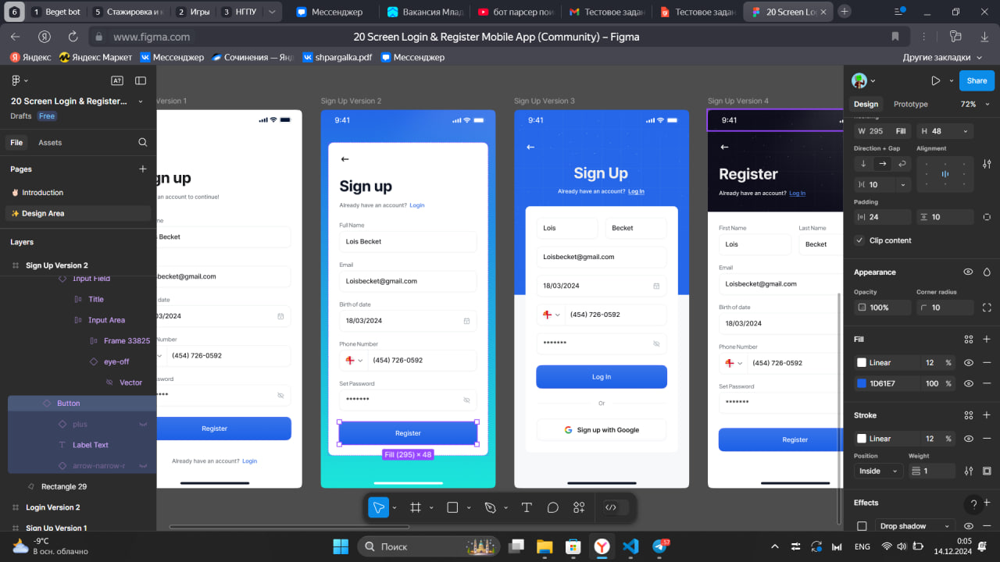 6
Видео
2
Стажировка и
1
3
НГПУ
Мессенджер
Вакансия Млад
бот парсер пои
Тестовое задан
Тестовое задан
20 Screen Lo
www.figma.com
20 Screen Login & Register Mobile App (Community) – Figma
Яндекс
Яндекс Маркет
Мессенджер
Сочинения — Янд
shpargalka.pdf
Мессенджер
Другие закладки
A?
20 Screen Login & Register...
Drafts
Free
File
Assets
Pages
✌🏻 Introduction
✨ Design Area
Layers
Sign Up Version 2
Input Field
Title
Input Area
Frame 33825
eye-off
Vector
Button
plus
Label Text
arrow-narrow-r
Rectangle 29
Login Version 2
Sign Up Version 1
Version 1
gn up
an account to continue!
ne
Becket
becket@gmail.com
date
03/2024
Number
(454) 726-0592
sword
****
Register
Already have an account? Login
Sign Up Version 2
9:41
Sign up
Already have an account? Login
Full Name
Lois Becket
Email
Loisbecket@gmail.com
Birth of date
18/03/2024
Phone Number
(454) 726-0592
Set Password
*******
Register
Fill (295) × 48
Sign Up Version 3
9:41
Sign Up
Already have an account? Log In
Lois
Becket
Loisbecket@gmail.com
18/03/2024
(454) 726-0592
*******
Log In
Or
Sign up with Google
Sign Up Version 4
9:41
Register
Already have an account? Log In
First Name
Last Name
Lois
Becket
Email
Loisbecket@gmail.com
Birth of date
18/03/2024
Phone Number
(454) 726-0592
Set Password
*******
Register
Share
Design
Prototype
72%
W 295 Fill
H 48
Direction + Gap
Alignment
10
Padding
24
10
Clip content
Appearance
Opacity
Corner radius
100%
10
Fill
Linear 12 %
1D61E7 100 %
Stroke
Linear 12 %
Position
Weight
Inside
1
Effects
?
Drop shadow
-9°C
В осн. облачно
Поиск
57
ENG
0:26
14.12.2024